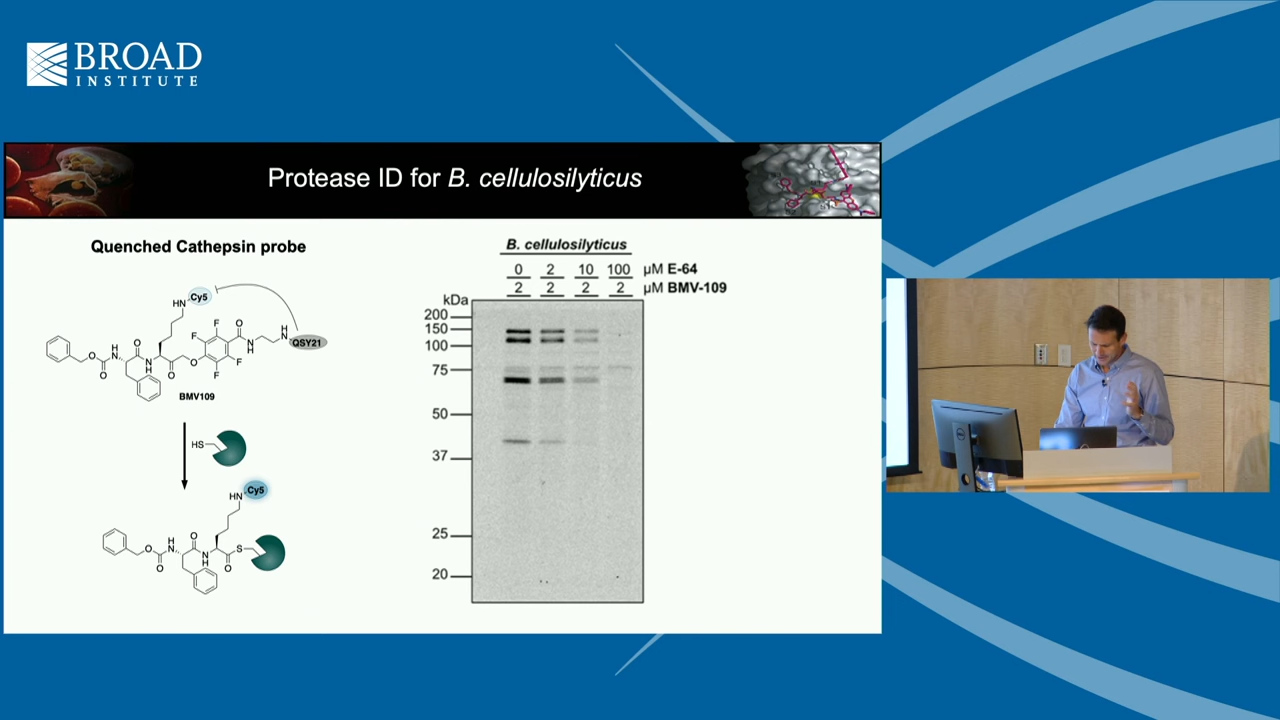 BROAD
INSTITUTE
Protease ID for B. cellulosilyticus
Quenched Cathepsin probe
Cy5
HN
F
F
O
H
N
QSY21
N
H
O
H
N
O
N
H
O
O
O
F
F
BMV109
HS
Cy5
HN
O
H
N
O
O
N
H
O
S
B. cellulosilyticus
0 2 10 100 µM E-64
2 2 2 2 µM BMV-109
kDa
200
150
100
75
50
37
25
20